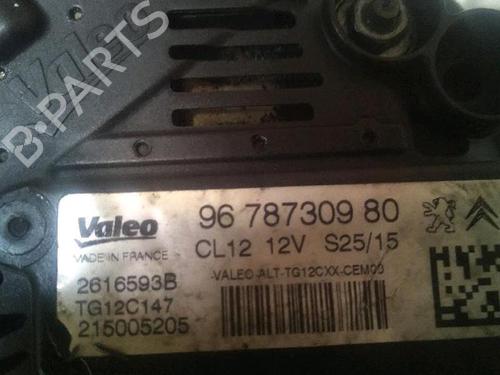 Valeo
B-PARTS
Valeo
96 787309 80
MADE IN FRANCE
CL12 12V S25/15
-VALEO-ALT-TG12CXX-CEM00
2616593B
TG12C147
215005205